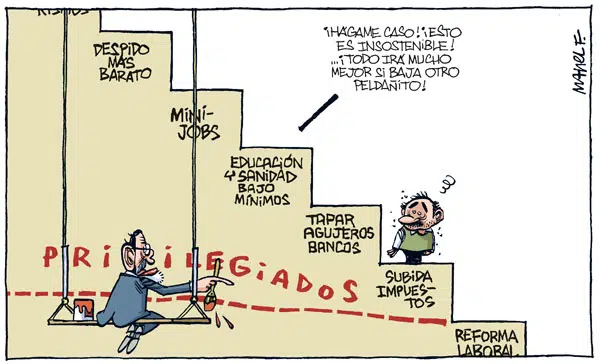 ¡HÁGAME CASO! ¡ESTO
ES INSOSTENIBLE!
...¡TODO IRÁ MUCHO
MEJOR SI BAJA OTRO
PELDAÑITO!
MANEL F.
DESPIDO
MÁS
BARATO
MINI-
JOBS
EDUCACIÓN
Y SANIDAD
BAJO
MÍNIMOS
TAPAR
AGUJEROS
BANCOS
SUBIDA
IMPUES-
TOS
REFORMA
LABORAL
PRIVILEGIADOS